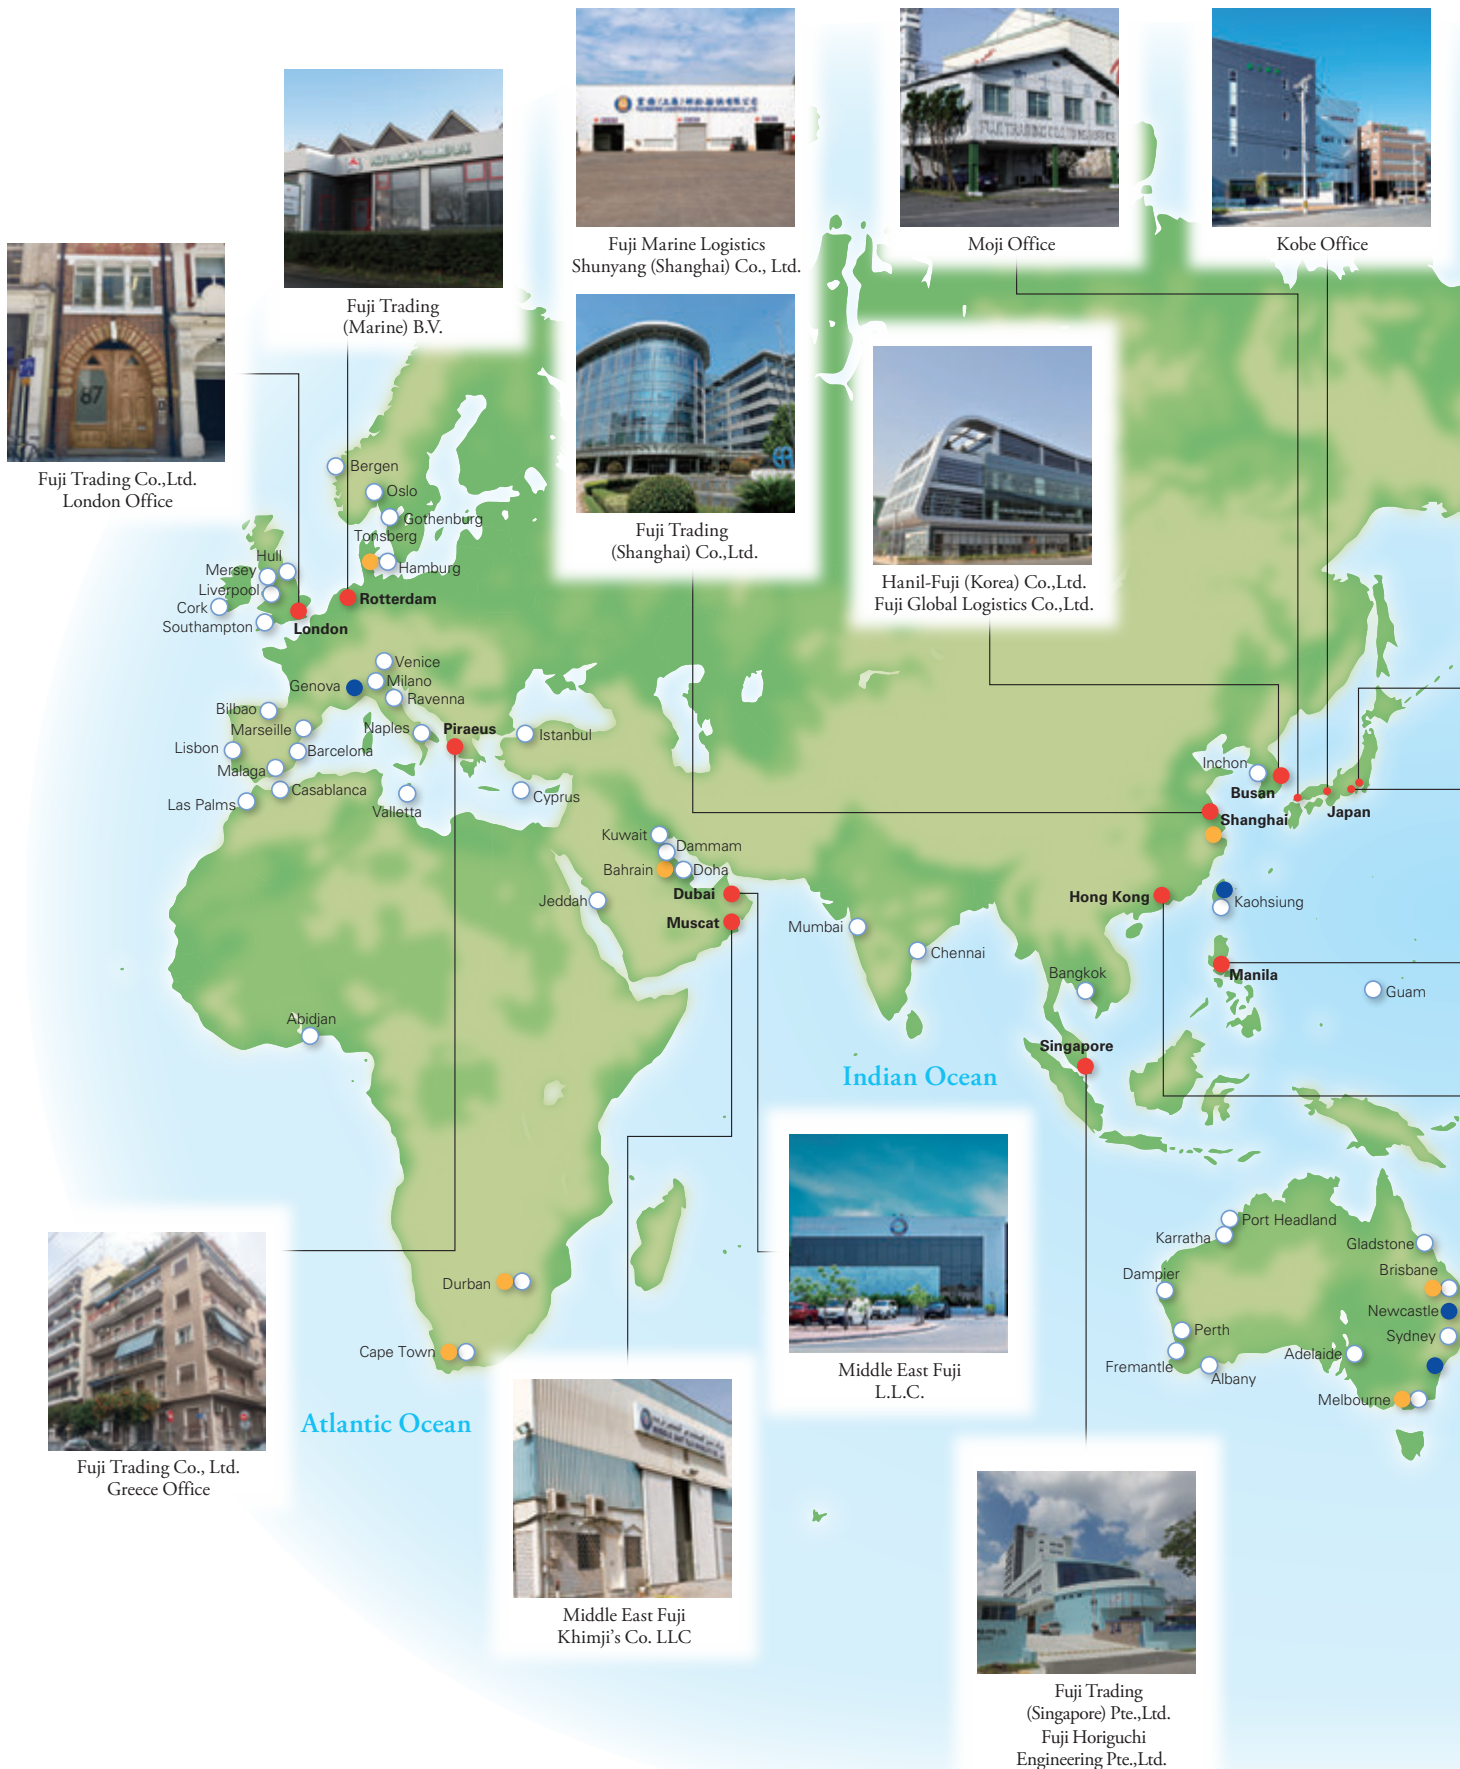 Fuji Marine Logistics
Shunyang (Shanghai) Co., Ltd.
Moji Office
Kobe Office
Fuji Trading
(Marine) B.V.
87
Fuji Trading Co.,Ltd.
London Office
Fuji Trading
(Shanghai) Co.,Ltd.
Hanil-Fuji (Korea) Co.,Ltd.
Fuji Global Logistics Co.,Ltd.
Bergen
Oslo
Gothenburg
Tonsberg
Hamburg
Hull
Mersey
Liverpool
Cork
Southampton
London
Rotterdam
Venice
Milano
Genova
Ravenna
Bilbao
Marseille
Naples
Piraeus
Istanbul
Lisbon
Barcelona
Malaga
Casablanca
Las Palms
Valletta
Cyprus
Inchon
Busan
Japan
Shanghai
Kuwait
Dammam
Bahrain
Doha
Dubai
Jeddah
Muscat
Hong Kong
Kaohsiung
Mumbai
Chennai
Bangkok
Manila
Guam
Abidjan
Singapore
Indian Ocean
Port Headland
Karratha
Gladstone
Dampier
Brisbane
Newcastle
Perth
Sydney
Fremantle
Adelaide
Albany
Melbourne
Durban
Cape Town
Middle East Fuji
L.L.C.
Atlantic Ocean
Fuji Trading Co., Ltd.
Greece Office
Middle East Fuji
Khimji's Co. LLC
Fuji Trading
(Singapore) Pte.,Ltd.
Fuji Horiguchi
Engineering Pte.,Ltd.